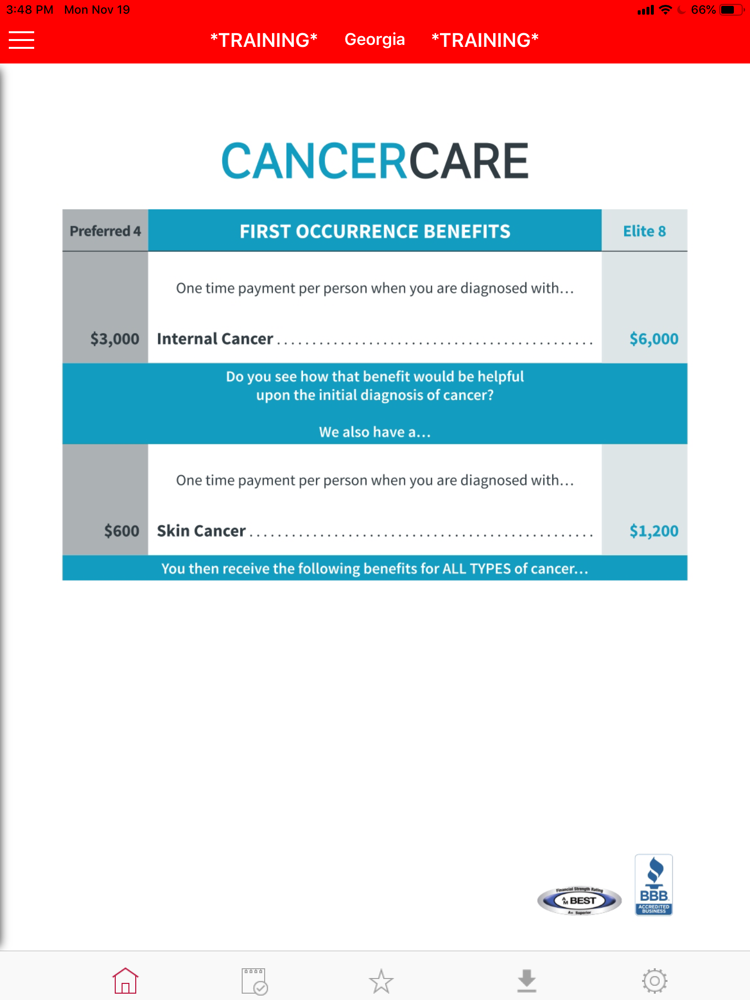 3:48 PM Mon Nov 19 66%
*TRAINING* Georgia *TRAINING*
CANCERCARE
Preferred 4 FIRST OCCURRENCE BENEFITS Elite 8
One time payment per person when you are diagnosed with...
$3,000 Internal Cancer ............................................. $6,000
Do you see how that benefit would be helpful
upon the initial diagnosis of cancer?
We also have a...
One time payment per person when you are diagnosed with...
$600 Skin Cancer ................................................. $1,200
You then receive the following benefits for ALL TYPES of cancer...
Financial Strength Rating
AM BEST
A+ Superior
BBB
ACCREDITED
BUSINESS